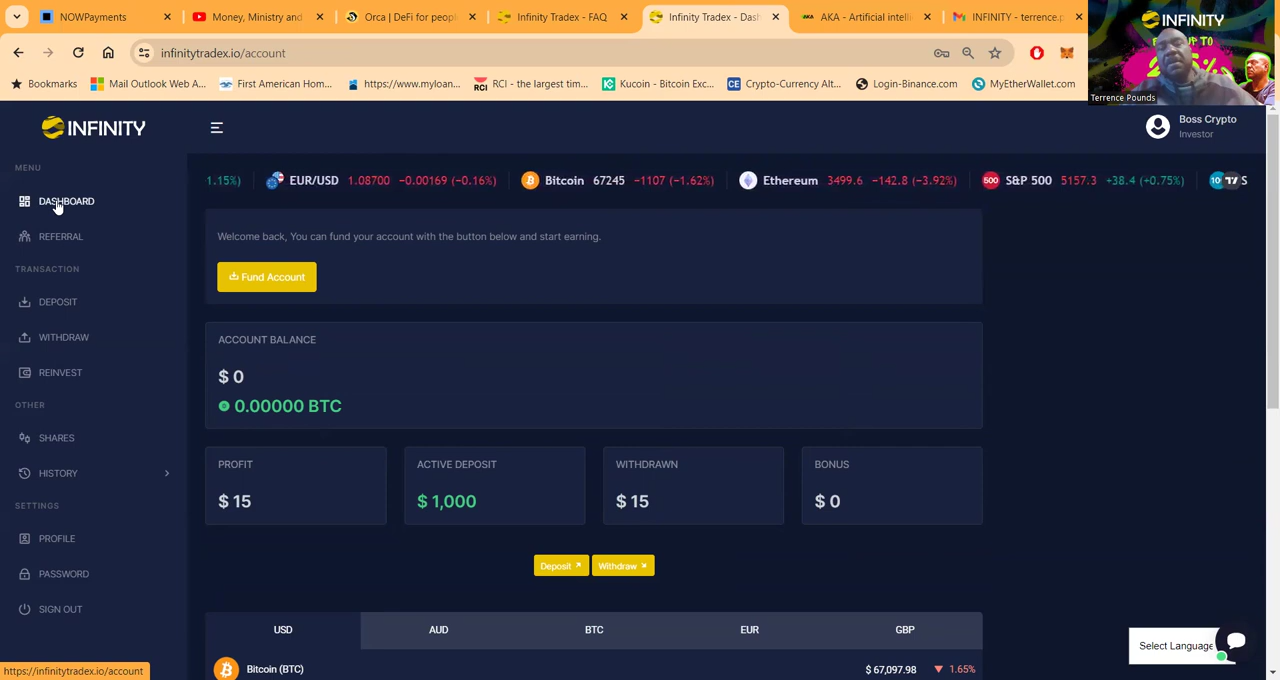 NOWPayments
Money, Ministry and
Orca | DeFi for peopl
Infinity Tradex - FAQ
Infinity Tradex - Das
AKA - Artificial intelli
INFINITY - terrence.p
infinitytradex.io/account
Bookmarks
Mail Outlook Web A...
First American Hom...
https://www.myloan...
RCI - the largest tim...
Kucoin - Bitcoin Exc...
Crypto-Currency Alt...
Login-Binance.com
MyEtherWallet.com
INFINITY
UP TO
Terrence Pounds
INFINITY
Boss Crypto
Investor
MENU
DASHBOARD
REFERRAL
TRANSACTION
DEPOSIT
WITHDRAW
REINVEST
OTHER
SHARES
HISTORY
SETTINGS
PROFILE
PASSWORD
SIGN OUT
1.15%) EUR/USD 1.08700 −0.00169 (−0.16%) Bitcoin 67245 −1107 (−1.62%) Ethereum 3499.6 −142.8 (−3.92%) S&P 500 5157.3 +38.4 (+0.75%)
Welcome back, You can fund your account with the button below and start earning.
Fund Account
ACCOUNT BALANCE
$ 0
0.00000 BTC
PROFIT
$ 15
ACTIVE DEPOSIT
$ 1,000
WITHDRAWN
$ 15
BONUS
$ 0
Deposit
Withdraw
USD AUD BTC EUR GBP
Bitcoin (BTC) $ 67,097.98 ▼ 1.65%
Select Language
https://infinitytradex.io/account